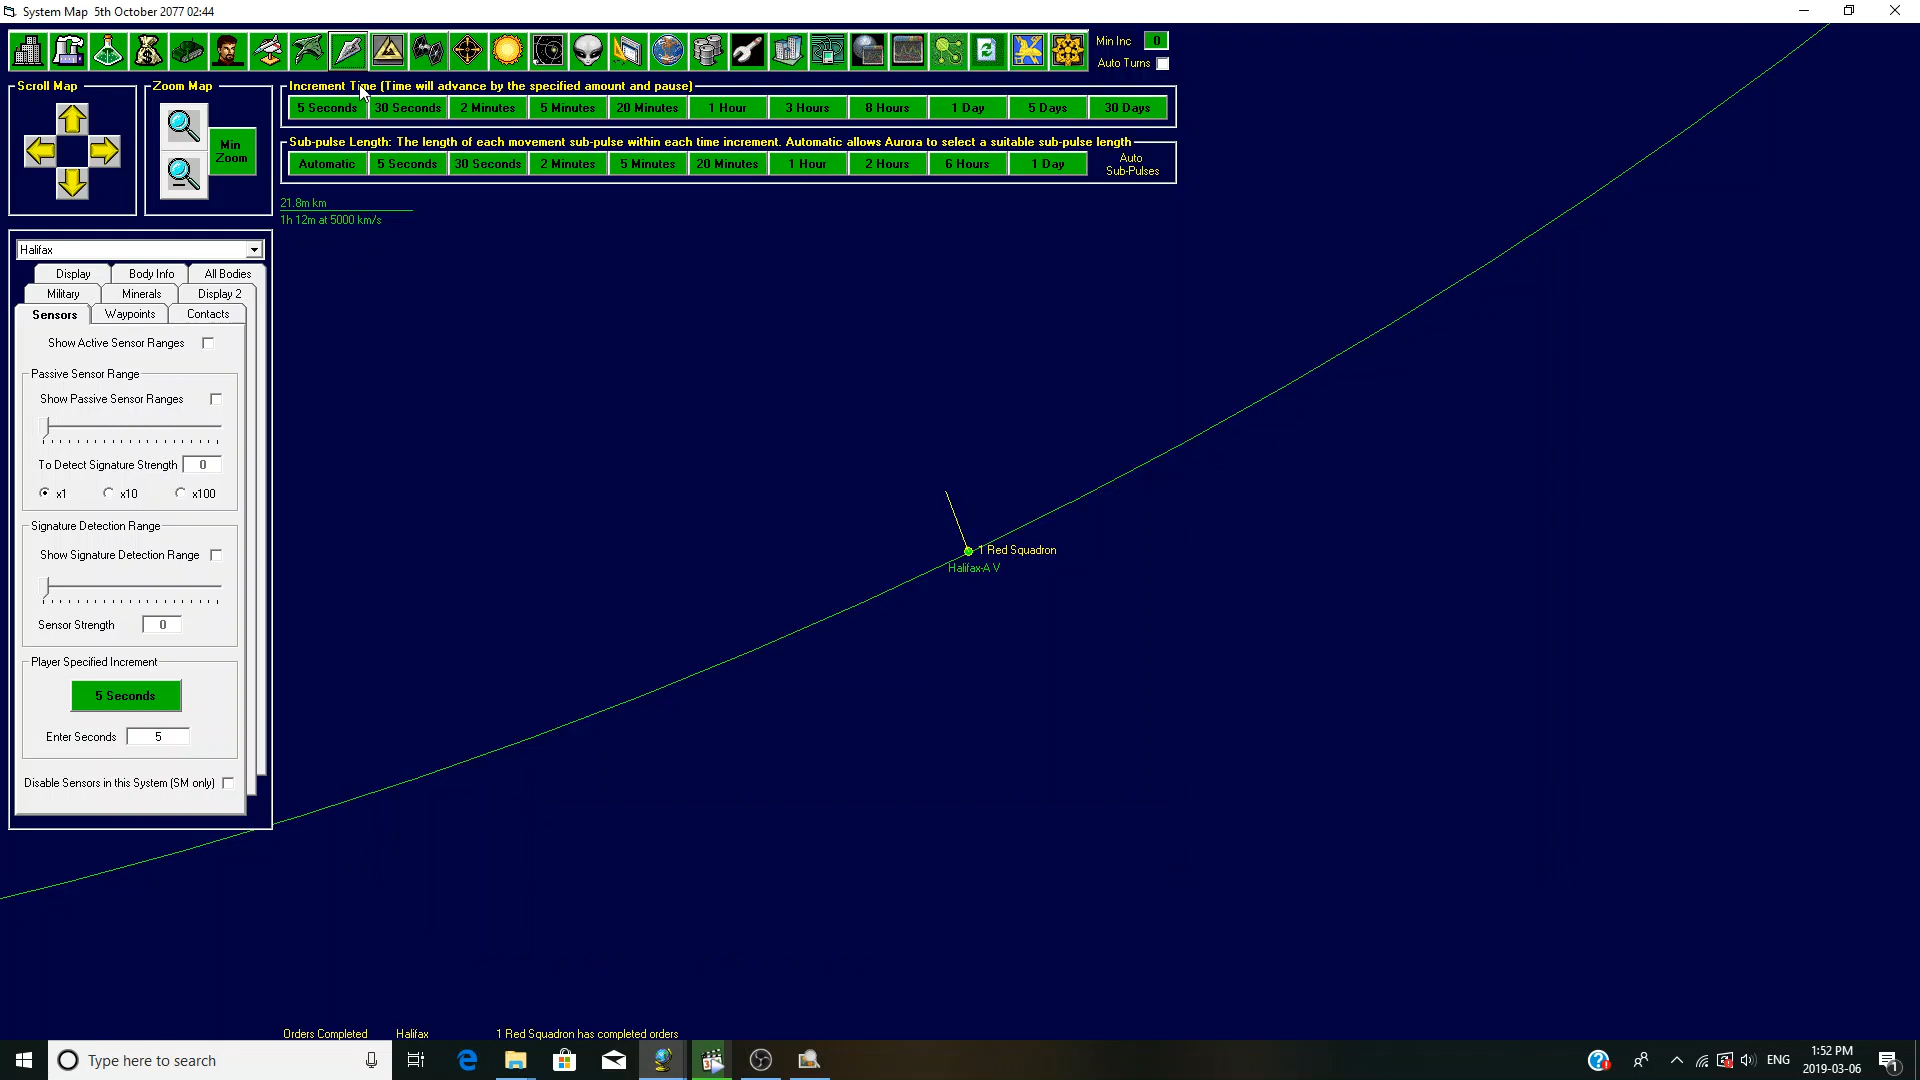 System Map 5th October 2077 02:44
Min Inc 0
Auto Turns
Scroll Map
Zoom Map
Min Zoom
Increment Time (Time will advance by the specified amount and pause)
5 Seconds 30 Seconds 2 Minutes 5 Minutes 20 Minutes 1 Hour 3 Hours 8 Hours 1 Day 5 Days 30 Days
Sub-pulse Length: The length of each movement sub-pulse within each time increment. Automatic allows Aurora to select a suitable sub-pulse length
Automatic 5 Seconds 30 Seconds 2 Minutes 5 Minutes 20 Minutes 1 Hour 2 Hours 6 Hours 1 Day
Auto
Sub-Pulses
21.8m km
1h 12m at 5000 km/s
Halifax
Display Body Info All Bodies
Military Minerals Display 2
Sensors Waypoints Contacts
Show Active Sensor Ranges
Passive Sensor Range
Show Passive Sensor Ranges
To Detect Signature Strength 0
x1 x10 x100
Signature Detection Range
Show Signature Detection Range
Sensor Strength 0
Player Specified Increment
5 Seconds
Enter Seconds 5
Disable Sensors in this System (SM only)
1 Red Squadron
Halifax-A V
Orders Completed Halifax 1 Red Squadron has completed orders
Type here to search
ENG
1:52 PM
2019-03-06
1